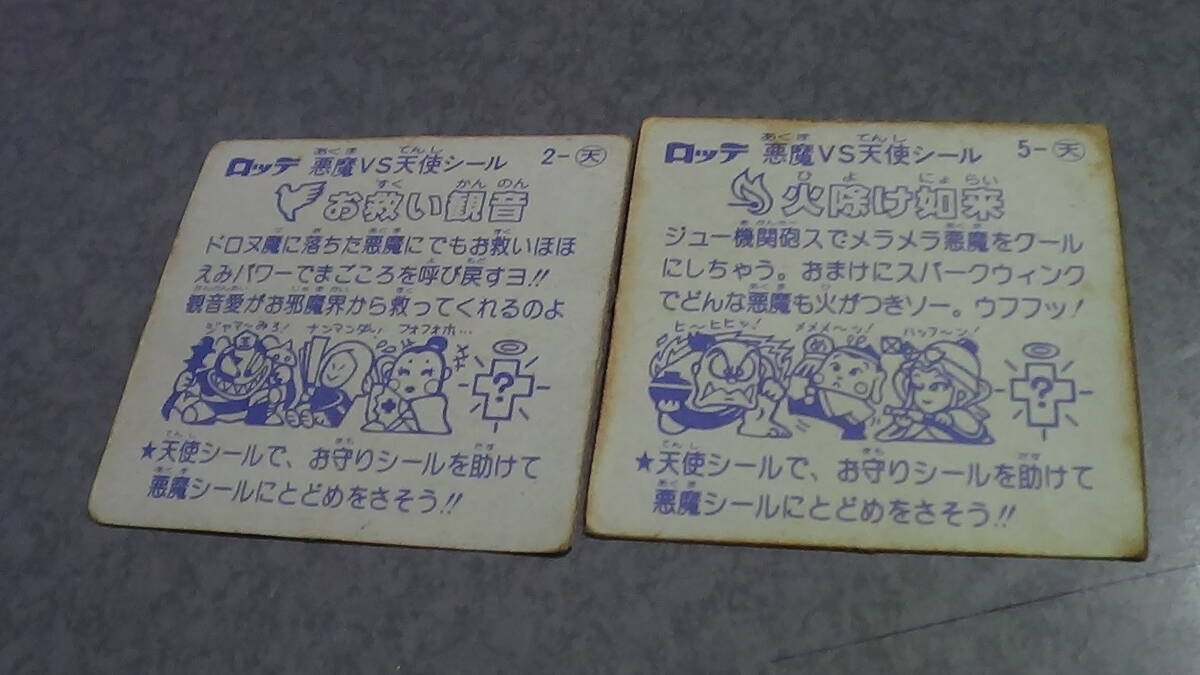 ロッテ 悪魔VS天使シール 2-天
お救い観音
ドロヌ魔に落ちた悪魔にでもお救いほほ
えみパワーでまごころを呼び戻すヨ!!
観音愛がお邪魔界から救ってくれるのよ
ジャマ〜みろ! ナンマンダ! フォフォホ…
?
★天使シールで、お守りシールを助けて
悪魔シールにとどめをさそう!!
ロッテ 悪魔VS天使シール 5-天
火除け如来
ジュー機関砲スでメラメラ悪魔をクール
にしちゃう。おまけにスパークウィンク
でどんな悪魔も火がつきソー。ウフフッ!
ヒ〜ヒヒッ! メメメ〜ッ! ハッフ〜ン!
め
?
★天使シールで、お守りシールを助けて
悪魔シールにとどめをさそう!!